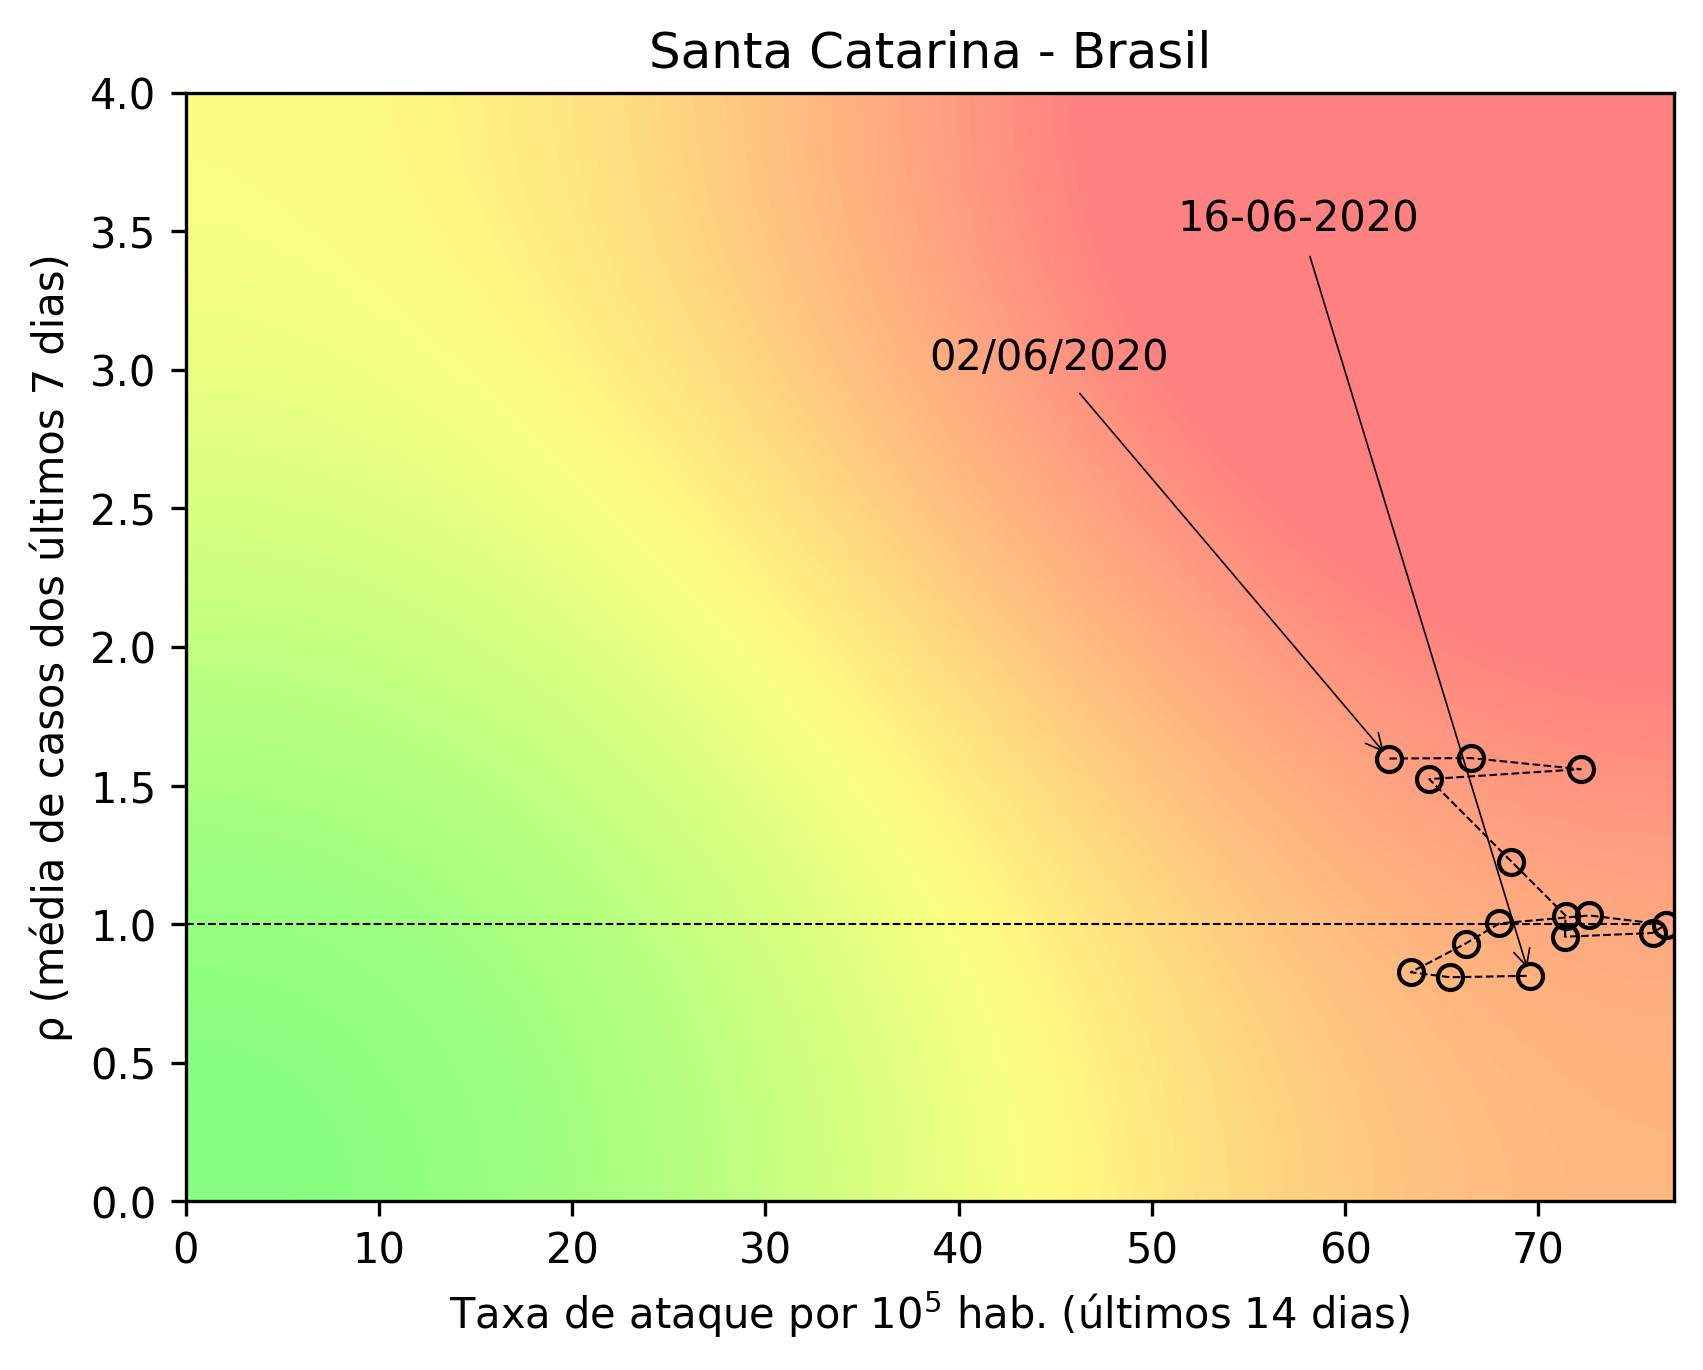 Santa Catarina - Brasil
4.0
3.5
3.0
2.5
2.0
1.5
1.0
0.5
0.0
ρ (média de casos dos últimos 7 dias)
16-06-2020
02/06/2020
0 10 20 30 40 50 60 70
Taxa de ataque por 10⁵ hab. (últimos 14 dias)